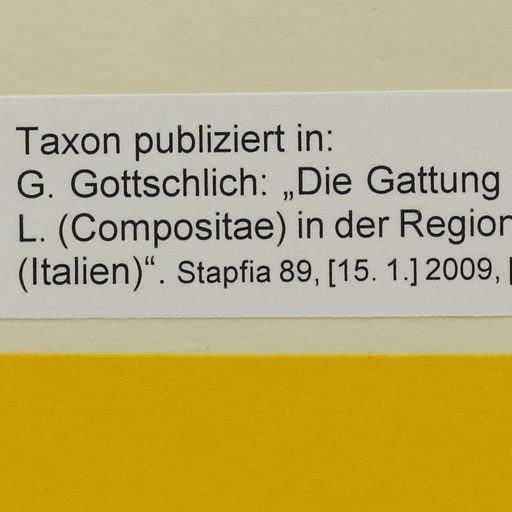 Taxon publiziert in:
G. Gottschlich: „Die Gattung
L. (Compositae) in der Region
(Italien)“. Stapfia 89, [15. 1.] 2009, [